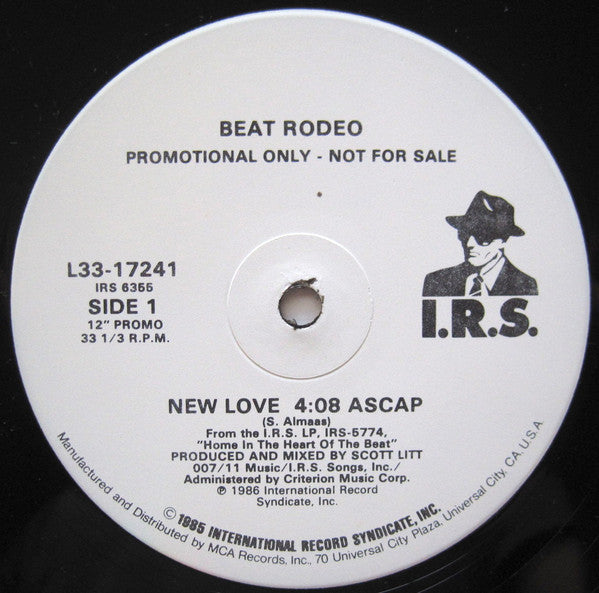 BEAT RODEO
PROMOTIONAL ONLY - NOT FOR SALE
L33-17241
IRS 6355
SIDE 1
12" PROMO
33 1/3 R.P.M.
I.R.S.
NEW LOVE 4:08 ASCAP
(S. Almaas)
From the I.R.S. LP, IRS-5774,
"Home In The Heart Of The Beat"
PRODUCED AND MIXED BY SCOTT LITT
007/11 Music/I.R.S. Songs, Inc./
Administered by Criterion Music Corp.
℗ 1986 International Record
Syndicate, Inc.
© 1985 INTERNATIONAL RECORD SYNDICATE, INC.
Manufactured and Distributed by MCA Records, Inc., 70 Universal City Plaza, Universal City, CA. U.S.A